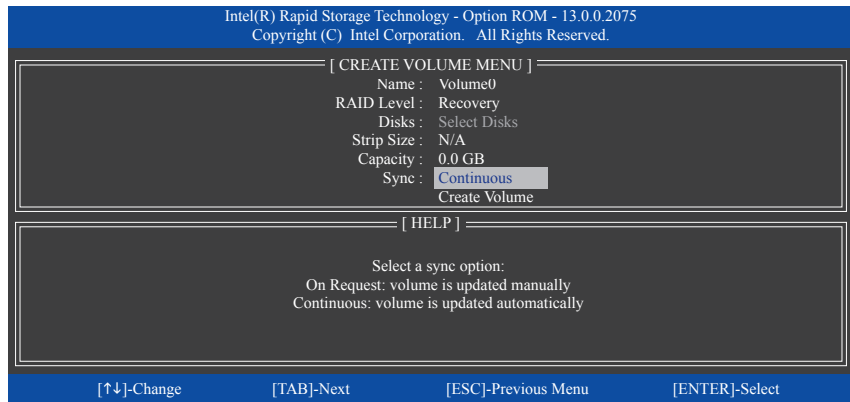 Intel(R) Rapid Storage Technology - Option ROM - 13.0.0.2075
Copyright (C) Intel Corporation. All Rights Reserved.
[ CREATE VOLUME MENU ]
Name : Volume0
RAID Level : Recovery
Disks : Select Disks
Strip Size : N/A
Capacity : 0.0 GB
Sync : Continuous
Create Volume
[ HELP ]
Select a sync option:
On Request: volume is updated manually
Continuous: volume is updated automatically
[↑↓]-Change [TAB]-Next [ESC]-Previous Menu [ENTER]-Select